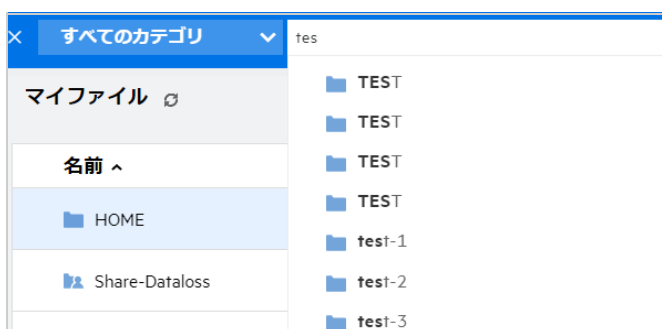 × すべてのカテゴリ tes
マイファイル
名前
HOME
Share-Dataloss
TEST
TEST
TEST
TEST
test-1
test-2
test-3